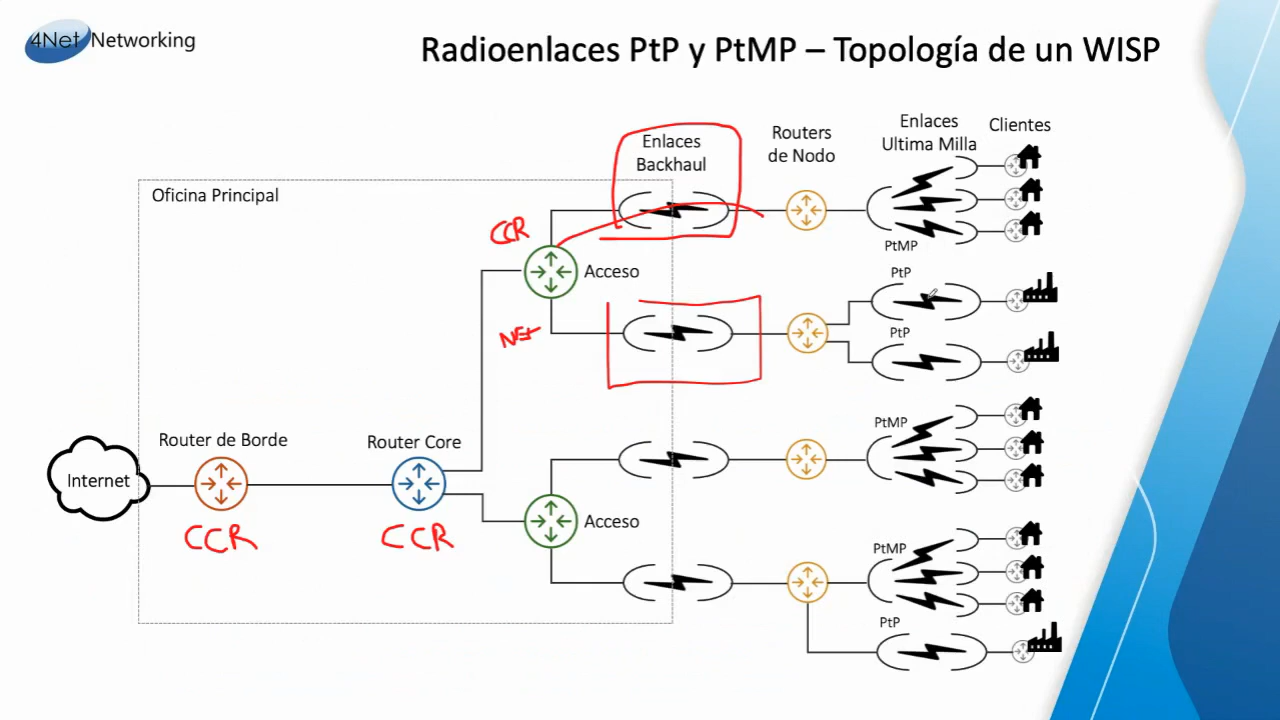 4Net Networking
Radioenlaces PtP y PtMP – Topología de un WISP
Enlaces
Backhaul
Routers
de Nodo
Enlaces
Ultima Milla
Clientes
Oficina Principal
CCR
Acceso
PtMP
PtP
NET
PtP
Router de Borde
Router Core
PtMP
Internet
CCR
CCR
Acceso
PtMP
PtP